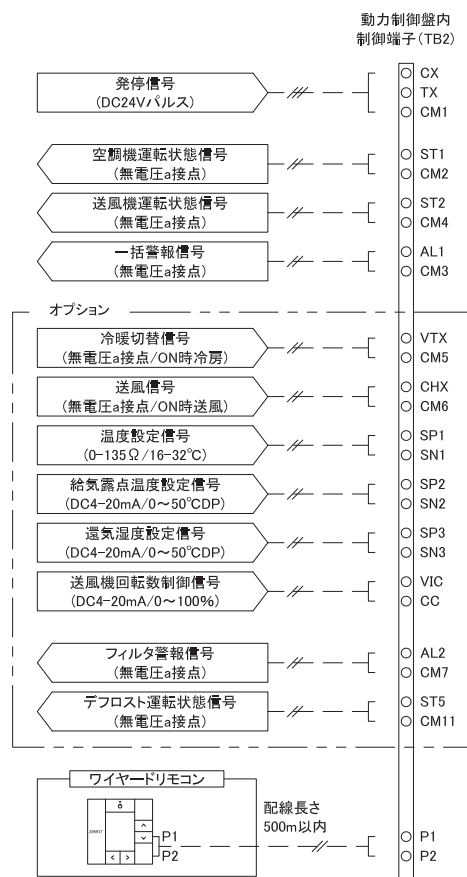 動力制御盤内
制御端子(TB2)
発停信号
(DC24Vパルス)
CX
TX
CM1
空調機運転状態信号
(無電圧a接点)
ST1
CM2
送風機運転状態信号
(無電圧a接点)
ST2
CM4
一括警報信号
(無電圧a接点)
AL1
CM3
オプション
冷暖切替信号
(無電圧a接点/ON時冷房)
VTX
CM5
送風信号
(無電圧a接点/ON時送風)
CHX
CM6
温度設定信号
(0-135Ω/16-32℃)
SP1
SN1
給気露点温度設定信号
(DC4-20mA/0～50℃DP)
SP2
SN2
還気湿度設定信号
(DC4-20mA/0～50℃DP)
SP3
SN3
送風機回転数制御信号
(DC4-20mA/0～100%)
VIC
CC
フィルタ警報信号
(無電圧a接点)
AL2
CM7
デフロスト運転状態信号
(無電圧a接点)
ST5
CM11
ワイヤードリモコン
配線長さ
500m以内
P1
P2
P1
P2